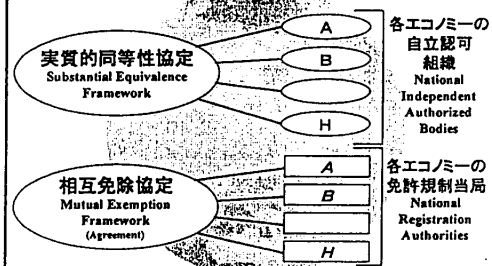 実質的同等性協定
Substantial Equivalence
Framework
A
B
H
各エコノミーの
自立認可
組織
National
Independent
Authorized
Bodies
相互免除協定
Mutual Exemption
Framework
(Agreement)
A
B
H
各エコノミーの
免許規制当局
National
Registration
Authorities